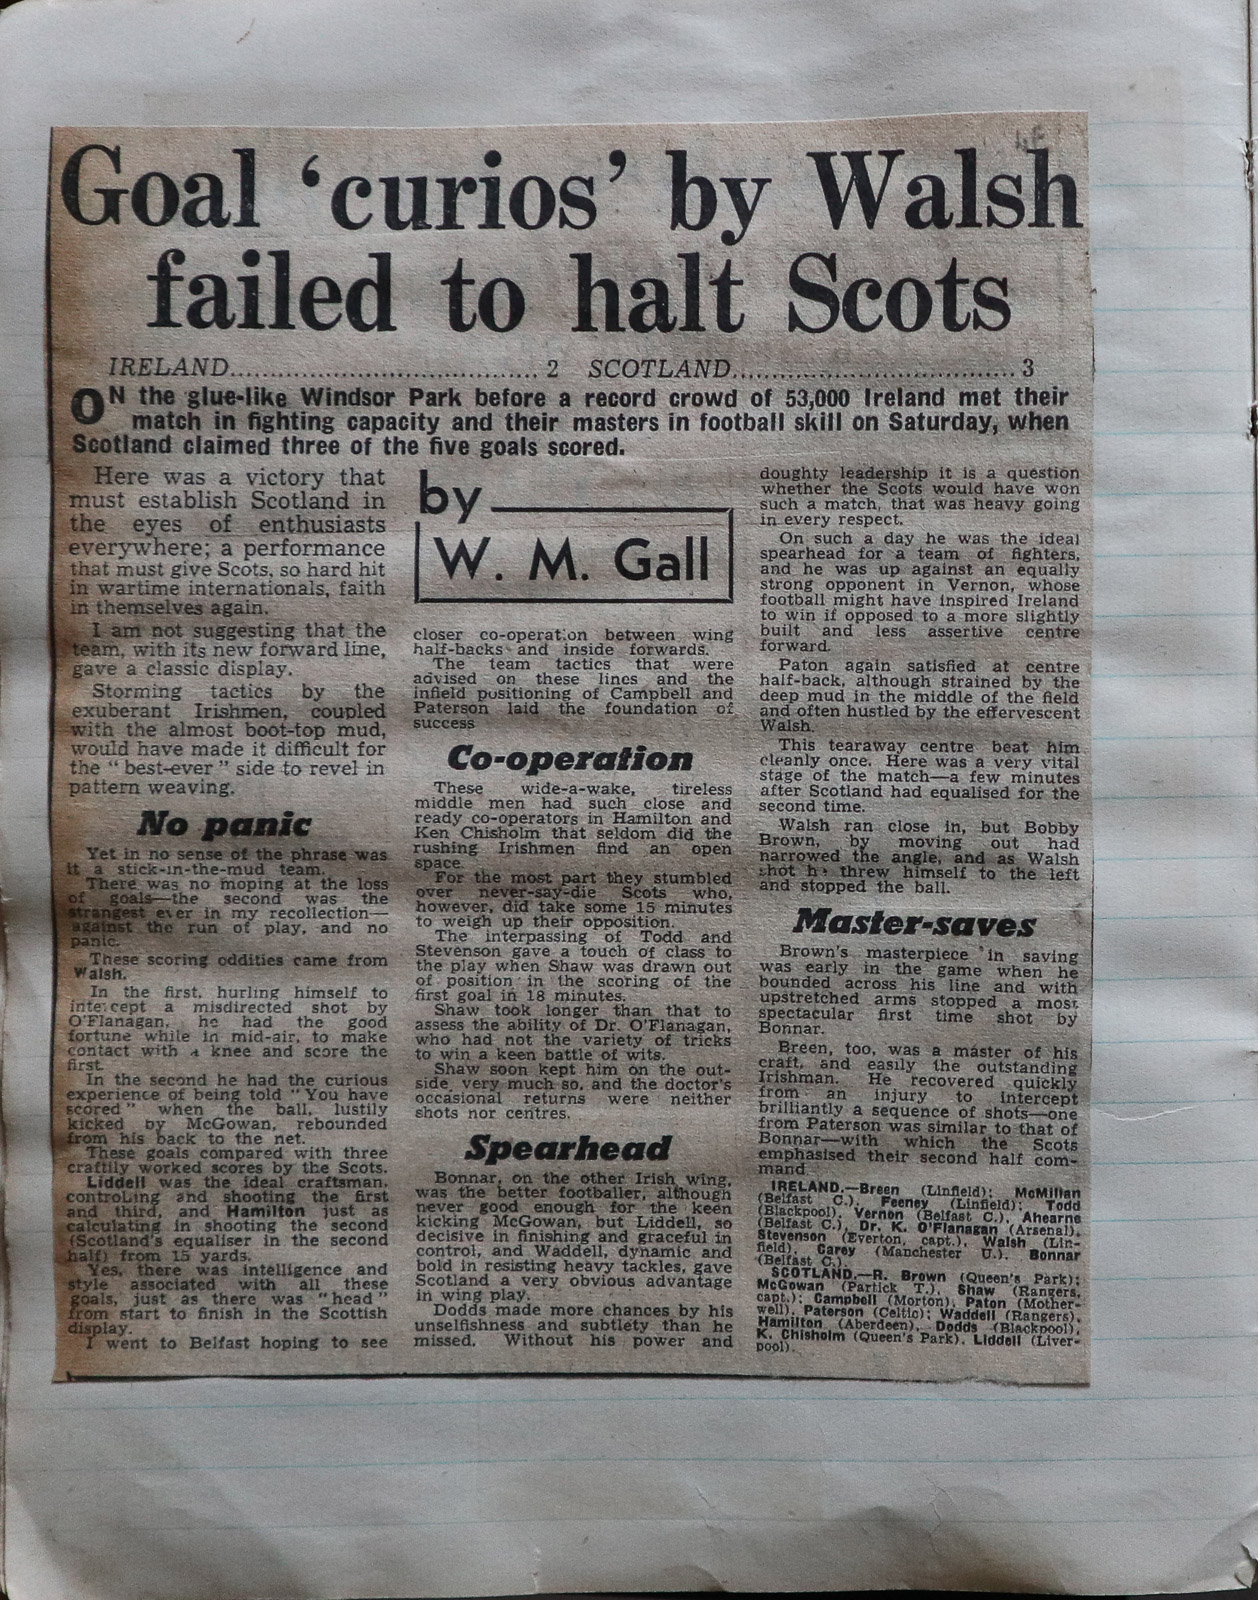 Goal ‘curios’ by Walsh
failed to halt Scots
IRELAND.................................... 2 SCOTLAND................................. 3
ON the glue-like Windsor Park before a record crowd of 53,000 Ireland met their
match in fighting capacity and their masters in football skill on Saturday, when
Scotland claimed three of the five goals scored.
Here was a victory that
must establish Scotland in
the eyes of enthusiasts
everywhere; a performance
that must give Scots, so hard hit
in wartime internationals, faith
in themselves again.
I am not suggesting that the
team, with its new forward line,
gave a classic display.
Storming tactics by the
exuberant Irishmen, coupled
with the almost boot-top mud,
would have made it difficult for
the “ best-ever ” side to revel in
pattern weaving.
No panic
Yet in no sense of the phrase was
it a stick-in-the-mud team.
There was no moping at the loss
of goals—the second was the
strangest ever in my recollection—
against the run of play, and no
panic.
These scoring oddities came from
Walsh.
In the first, hurling himself to
intercept a misdirected shot by
O'Flanagan, he had the good
fortune while in mid-air, to make
contact with a knee and score the
first.
In the second he had the curious
experience of being told “ You have
scored ” when the ball, lustily
kicked by McGowan, rebounded
from his back to the net.
These goals compared with three
craftily worked scores by the Scots.
Liddell was the ideal craftsman,
controling and shooting the first
and third, and Hamilton just as
calculating in shooting the second
(Scotland's equaliser in the second
half) from 15 yards.
Yes, there was intelligence and
style associated with all these
goals, just as there was “ head ”
from start to finish in the Scottish
display.
I went to Belfast hoping to see
by
W. M. Gall
closer co-operation between wing
half-backs and inside forwards.
The team tactics that were
advised on these lines and the
infield positioning of Campbell and
Paterson laid the foundation of
success
Co-operation
These wide-a-wake, tireless
middle men had such close and
ready co-operators in Hamilton and
Ken Chisholm that seldom did the
rushing Irishmen find an open
space.
For the most part they stumbled
over never-say-die Scots who,
however, did take some 15 minutes
to weigh up their opposition.
The interpassing of Todd and
Stevenson gave a touch of class to
the play when Shaw was drawn out
of position in the scoring of the
first goal in 18 minutes.
Shaw took longer than that to
assess the ability of Dr. O'Flanagan,
who had not the variety of tricks
to win a keen battle of wits.
Shaw soon kept him on the out-
side, very much so, and the doctor's
occasional returns were neither
shots nor centres.
Spearhead
Bonnar, on the other Irish wing,
was the better footballer, although
never good enough for the keen
kicking McGowan, but Liddell, so
decisive in finishing and graceful in
control, and Waddell, dynamic and
bold in resisting heavy tackles, gave
Scotland a very obvious advantage
in wing play.
Dodds made more chances by his
unselfishness and subtlety than he
missed. Without his power and
doughty leadership it is a question
whether the Scots would have won
such a match, that was heavy going
in every respect.
On such a day he was the ideal
spearhead for a team of fighters,
and he was up against an equally
strong opponent in Vernon, whose
football might have inspired Ireland
to win if opposed to a more slightly
built and less assertive centre
forward.
Paton again satisfied at centre
half-back, although strained by the
deep mud in the middle of the field
and often hustled by the effervescent
Walsh.
This tearaway centre beat him
cleanly once. Here was a very vital
stage of the match—a few minutes
after Scotland had equalised for the
second time.
Walsh ran close in, but Bobby
Brown, by moving out had
narrowed the angle, and as Walsh
shot he threw himself to the left
and stopped the ball.
Master-saves
Brown's masterpiece in saving
was early in the game when he
bounded across his line and with
upstretched arms stopped a most
spectacular first time shot by
Bonnar.
Breen, too, was a master of his
craft, and easily the outstanding
Irishman. He recovered quickly
from an injury to intercept
brilliantly a sequence of shots—one
from Paterson was similar to that of
Bonnar—with which the Scots
emphasised their second half com-
mand.
IRELAND.—Breen (Linfield); McMillan
(Belfast C.), Feeney (Linfield); Todd
(Blackpool), Vernon (Belfast C.), Ahearne
(Belfast C.), Dr. K. O'Flanagan (Arsenal),
Stevenson (Everton, capt.), Walsh (Lin-
field), Carey (Manchester U.), Bonnar
(Belfast C.).
SCOTLAND.—R. Brown (Queen's Park);
McGowan (Partick T.), Shaw (Rangers,
capt.); Campbell (Morton), Paton (Mother-
well), Paterson (Celtic); Waddell (Rangers),
Hamilton (Aberdeen), Dodds (Blackpool),
K. Chisholm (Queen's Park), Liddell (Liver-
pool).